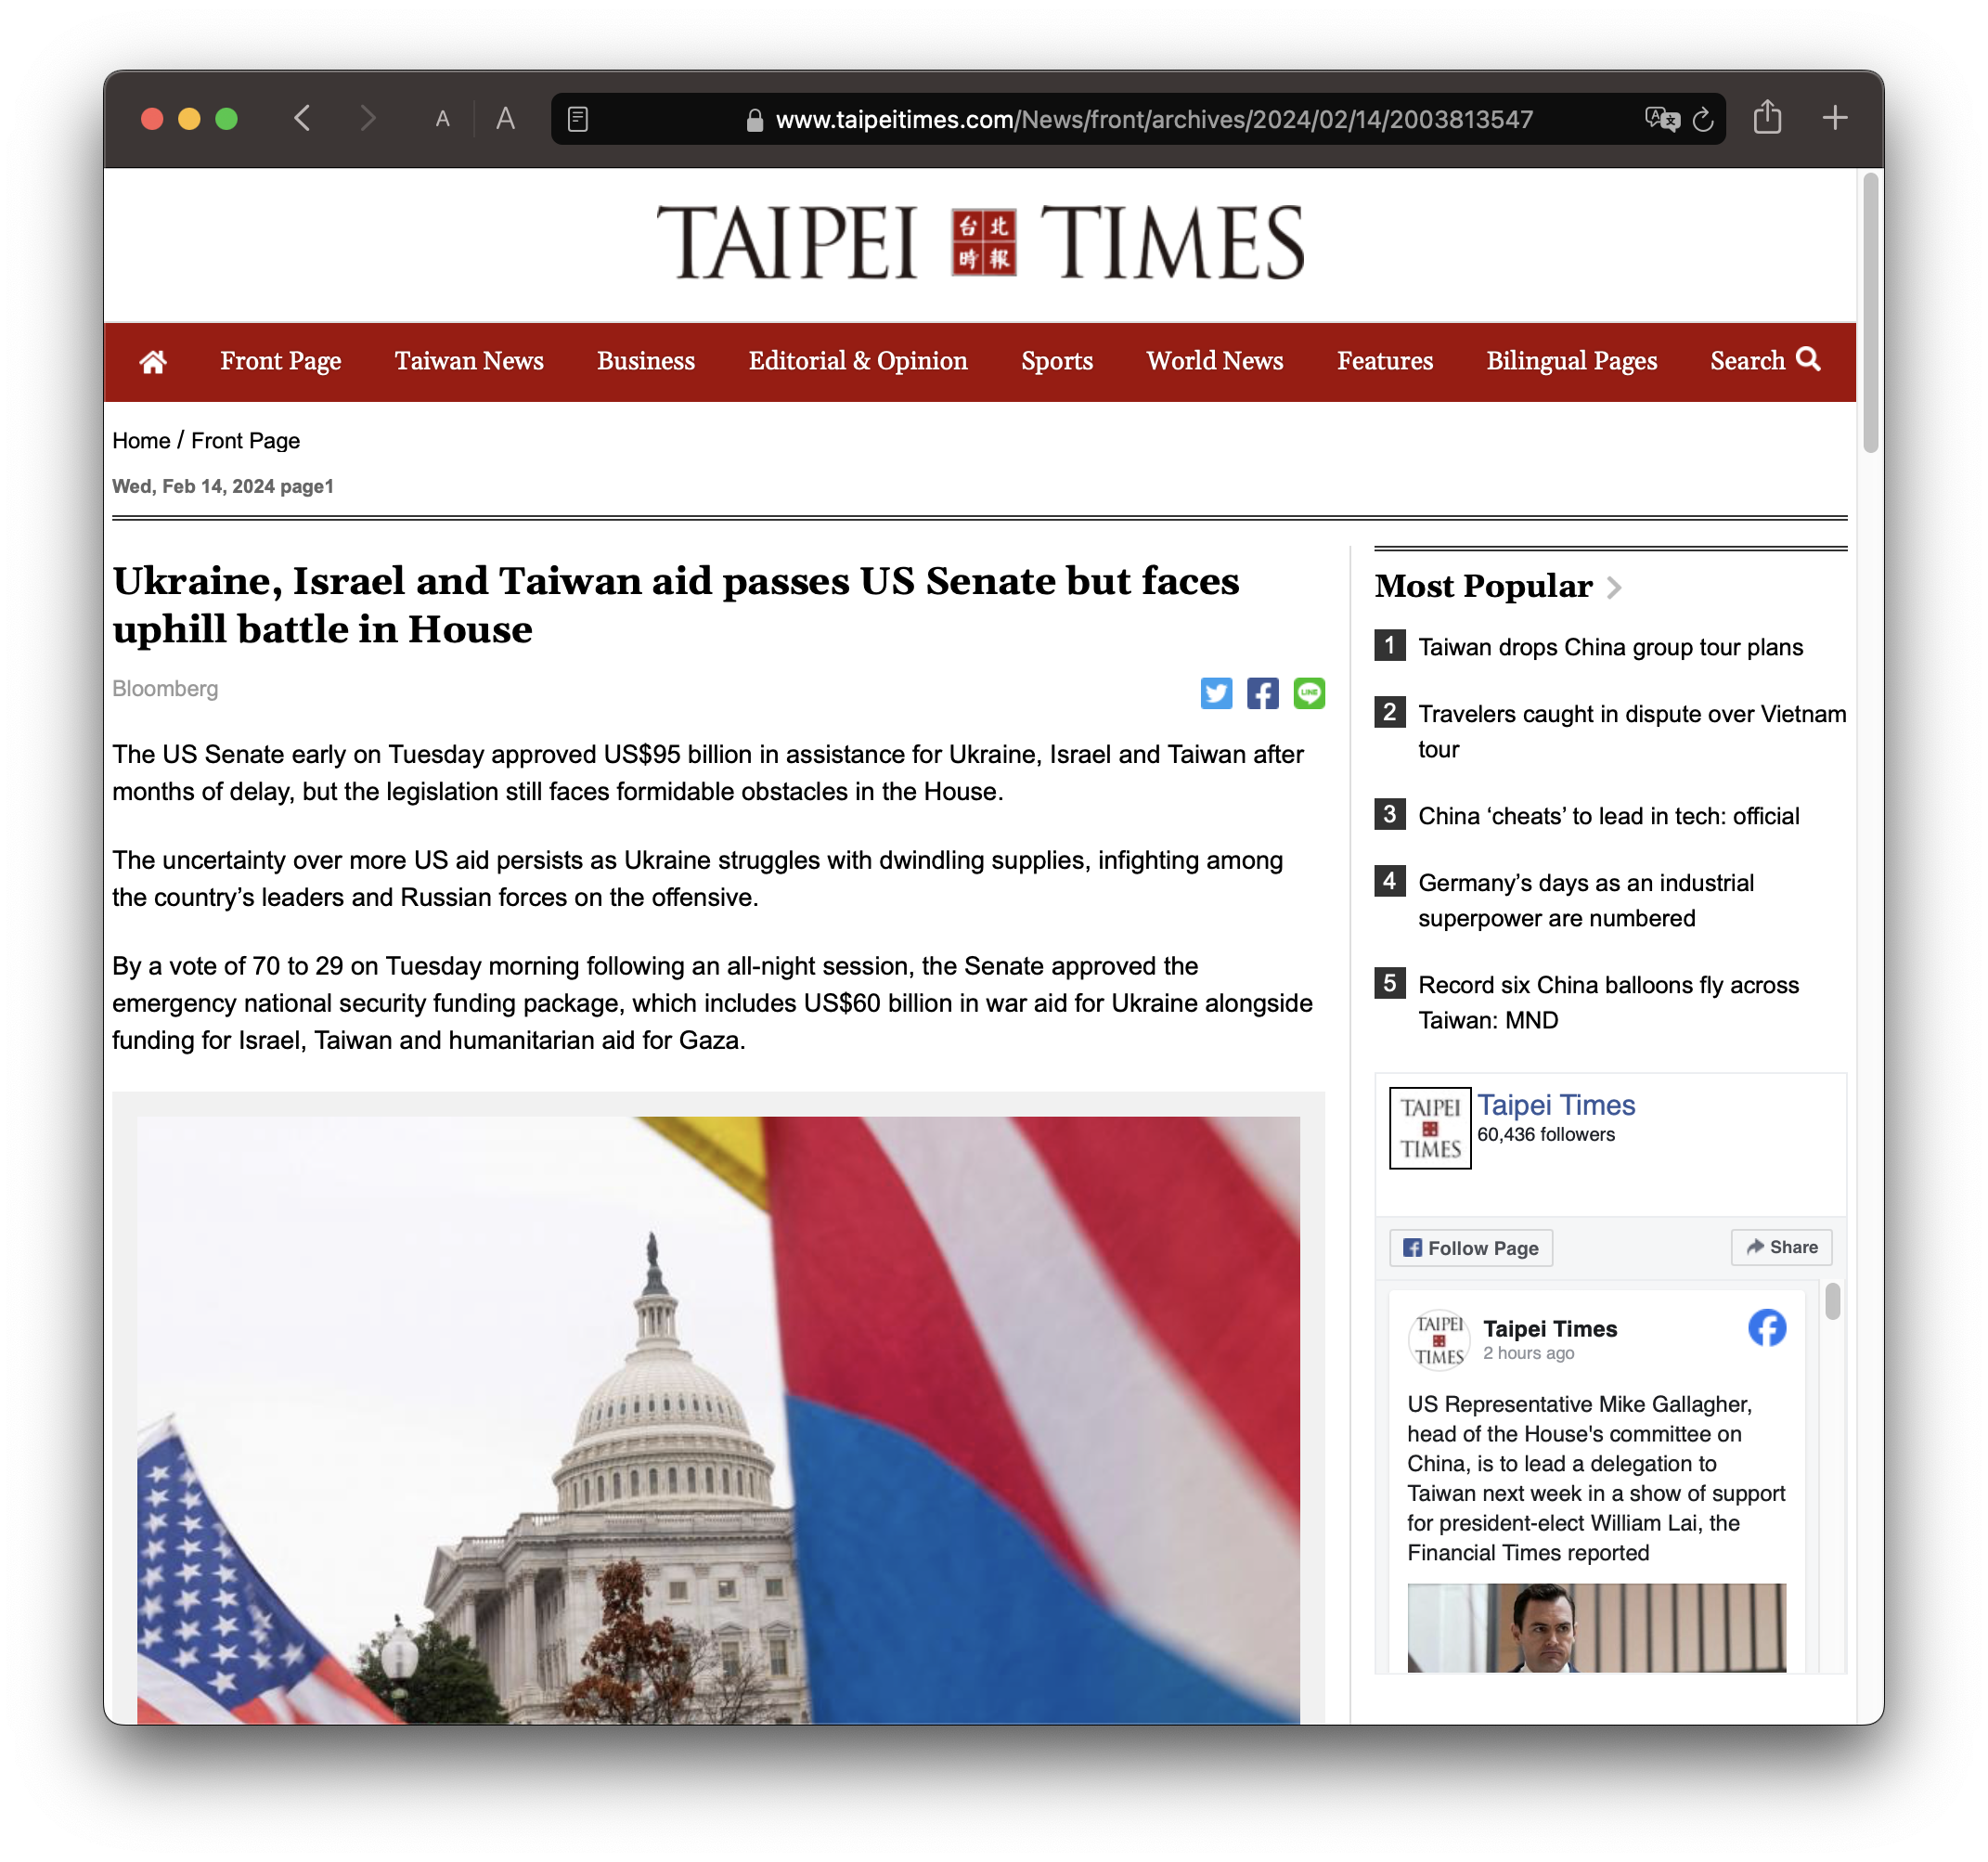 A A www.taipeitimes.com/News/front/archives/2024/02/14/2003813547
TAIPEI 台北時報 TIMES
Front Page Taiwan News Business Editorial & Opinion Sports World News Features Bilingual Pages Search
Home / Front Page
Wed, Feb 14, 2024 page1
Ukraine, Israel and Taiwan aid passes US Senate but faces
uphill battle in House
Bloomberg
LINE
The US Senate early on Tuesday approved US$95 billion in assistance for Ukraine, Israel and Taiwan after
months of delay, but the legislation still faces formidable obstacles in the House.
The uncertainty over more US aid persists as Ukraine struggles with dwindling supplies, infighting among
the country’s leaders and Russian forces on the offensive.
By a vote of 70 to 29 on Tuesday morning following an all-night session, the Senate approved the
emergency national security funding package, which includes US$60 billion in war aid for Ukraine alongside
funding for Israel, Taiwan and humanitarian aid for Gaza.
Most Popular
1 Taiwan drops China group tour plans
2 Travelers caught in dispute over Vietnam
tour
3 China ‘cheats’ to lead in tech: official
4 Germany’s days as an industrial
superpower are numbered
5 Record six China balloons fly across
Taiwan: MND
TAIPEI
TIMES
Taipei Times
60,436 followers
Follow Page
Share
TAIPEI
TIMES
Taipei Times
2 hours ago
US Representative Mike Gallagher,
head of the House's committee on
China, is to lead a delegation to
Taiwan next week in a show of support
for president-elect William Lai, the
Financial Times reported